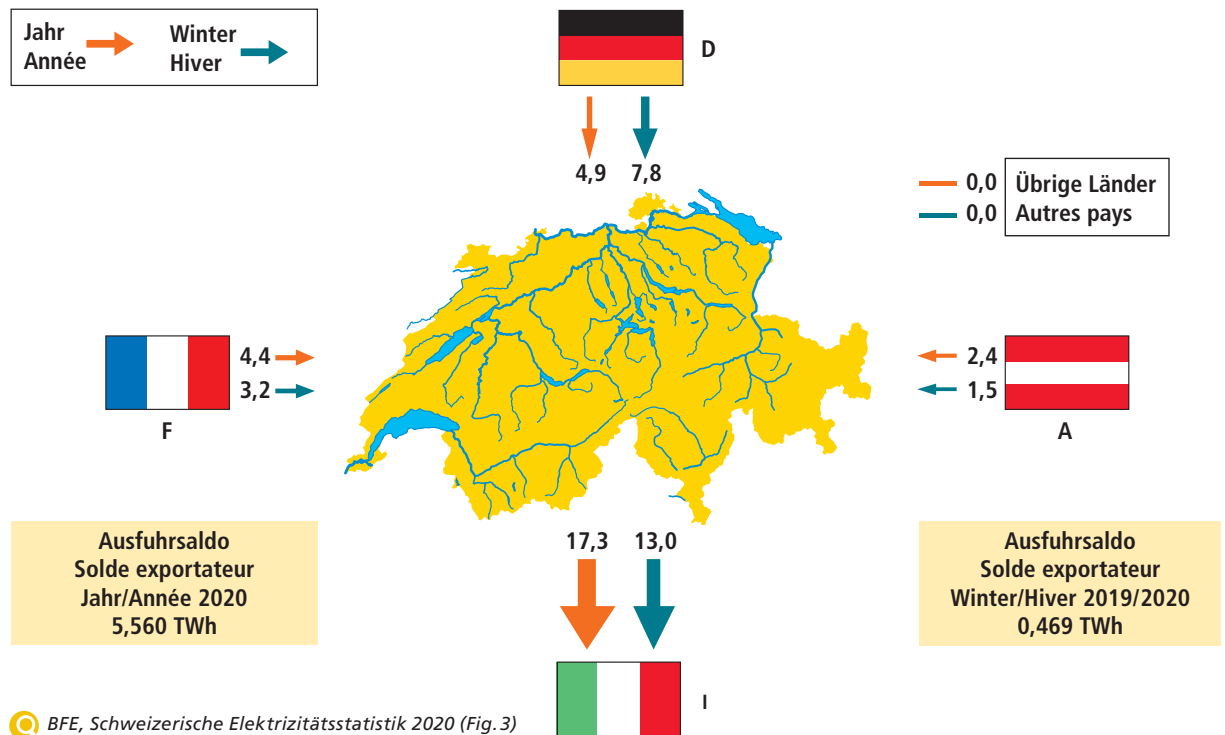 Jahr
Année
Winter
Hiver
D
4,9 7,8
0,0
0,0
Übrige Länder
Autres pays
4,4
3,2
F
2,4
1,5
A
17,3 13,0
Ausfuhrsaldo
Solde exportateur
Jahr/Année 2020
5,560 TWh
Ausfuhrsaldo
Solde exportateur
Winter/Hiver 2019/2020
0,469 TWh
I
BFE, Schweizerische Elektrizitätsstatistik 2020 (Fig. 3)